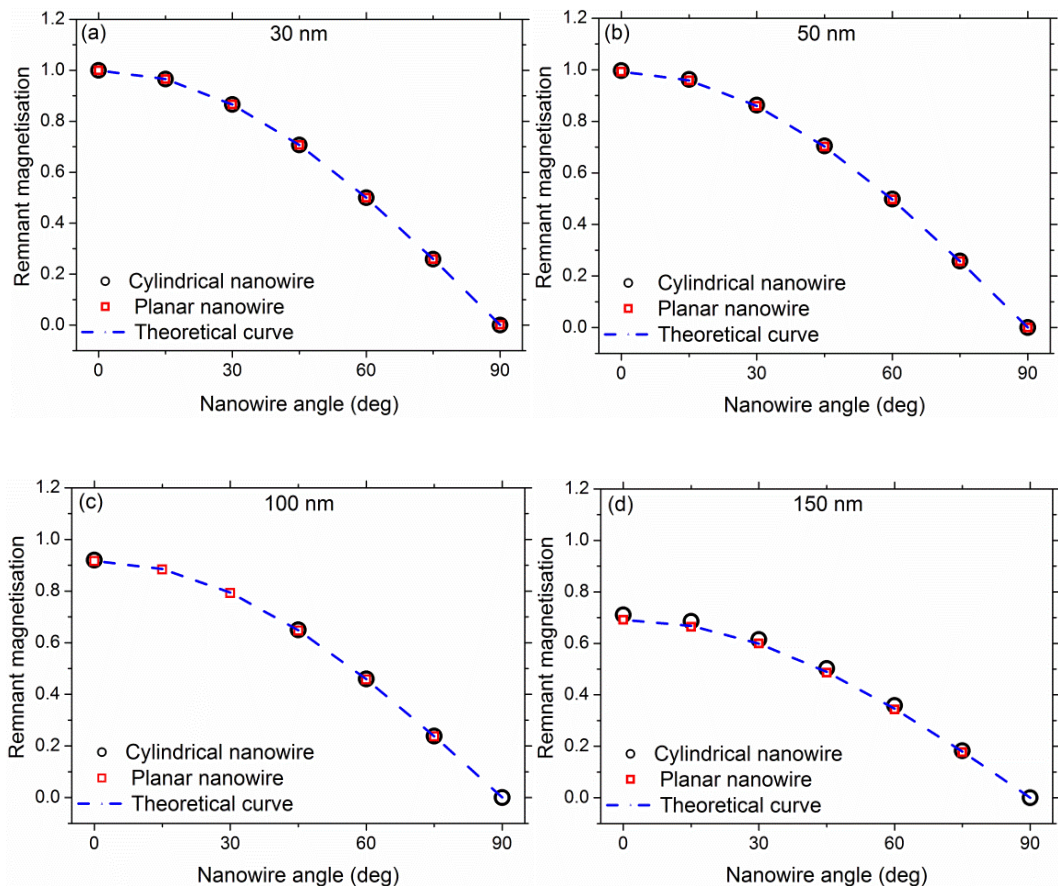 (a) 30 nm
Remnant magnetisation
1.2
1.0
0.8
0.6
0.4
0.2
0.0
Cylindrical nanowire
Planar nanowire
Theoretical curve
0 30 60 90
Nanowire angle (deg)
(b) 50 nm
Remnant magnetisation
1.2
1.0
0.8
0.6
0.4
0.2
0.0
Cylindrical nanowire
Planar nanowire
Theoretical curve
0 30 60 90
Nanowire angle (deg)
(c) 100 nm
Remnant magnetisation
1.2
1.0
0.8
0.6
0.4
0.2
0.0
Cylindrical nanowire
Planar nanowire
Theoretical curve
0 30 60 90
Nanowire angle (deg)
(d) 150 nm
Remnant magnetisation
1.2
1.0
0.8
0.6
0.4
0.2
0.0
Cylindrical nanowire
Planar nanowire
Theoretical curve
0 30 60 90
Nanowire angle (deg)